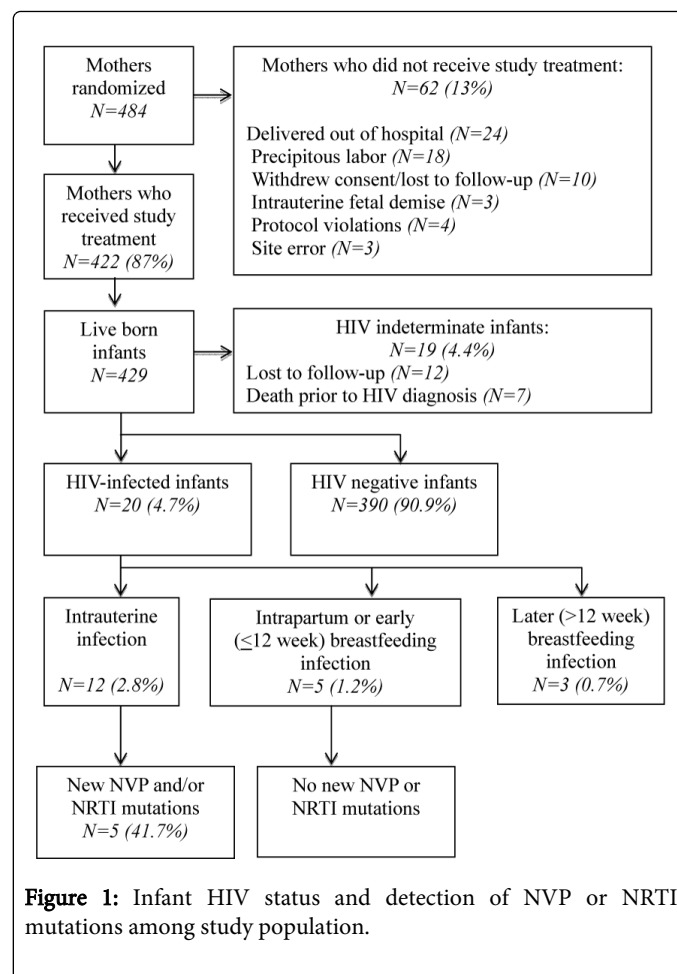 Mothers
randomized
N=484
Mothers who did not receive study treatment:
N=62 (13%)
Delivered out of hospital (N=24)
Precipitous labor (N=18)
Withdrew consent/lost to follow-up (N=10)
Intrauterine fetal demise (N=3)
Protocol violations (N=4)
Site error (N=3)
Mothers who
received study
treatment
N=422 (87%)
Live born
infants
N=429
HIV indeterminate infants:
N=19 (4.4%)
Lost to follow-up (N=12)
Death prior to HIV diagnosis (N=7)
HIV-infected infants
N=20 (4.7%)
HIV negative infants
N=390 (90.9%)
Intrauterine
infection
N=12 (2.8%)
Intrapartum or early
(≤12 week) breastfeeding
infection
N=5 (1.2%)
Later (>12 week)
breastfeeding
infection
N=3 (0.7%)
New NVP and/or
NRTI mutations
N=5 (41.7%)
No new NVP or
NRTI mutations
Figure 1: Infant HIV status and detection of NVP or NRTI
mutations among study population.